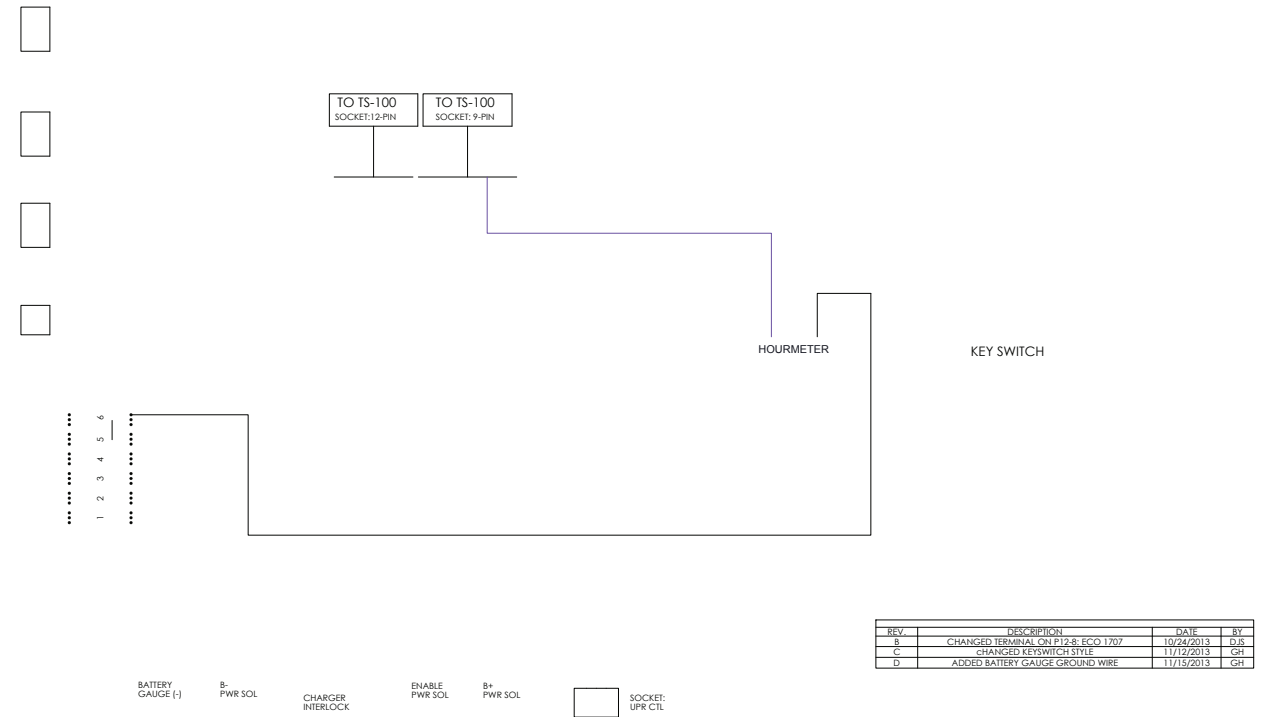 TO TS-100
SOCKET:12-PIN
TO TS-100
SOCKET: 9-PIN
HOURMETER
KEY SWITCH
6
5
4
3
2
1
REV. DESCRIPTION DATE BY
B CHANGED TERMINAL ON P12-8; ECO 1707 10/24/2013 DJS
C cHANGED KEYSWITCH STYLE 11/12/2013 GH
D ADDED BATTERY GAUGE GROUND WIRE 11/15/2013 GH
BATTERY
GAUGE (-)
B-
PWR SOL
CHARGER
INTERLOCK
ENABLE
PWR SOL
B+
PWR SOL
SOCKET:
UPR CTL